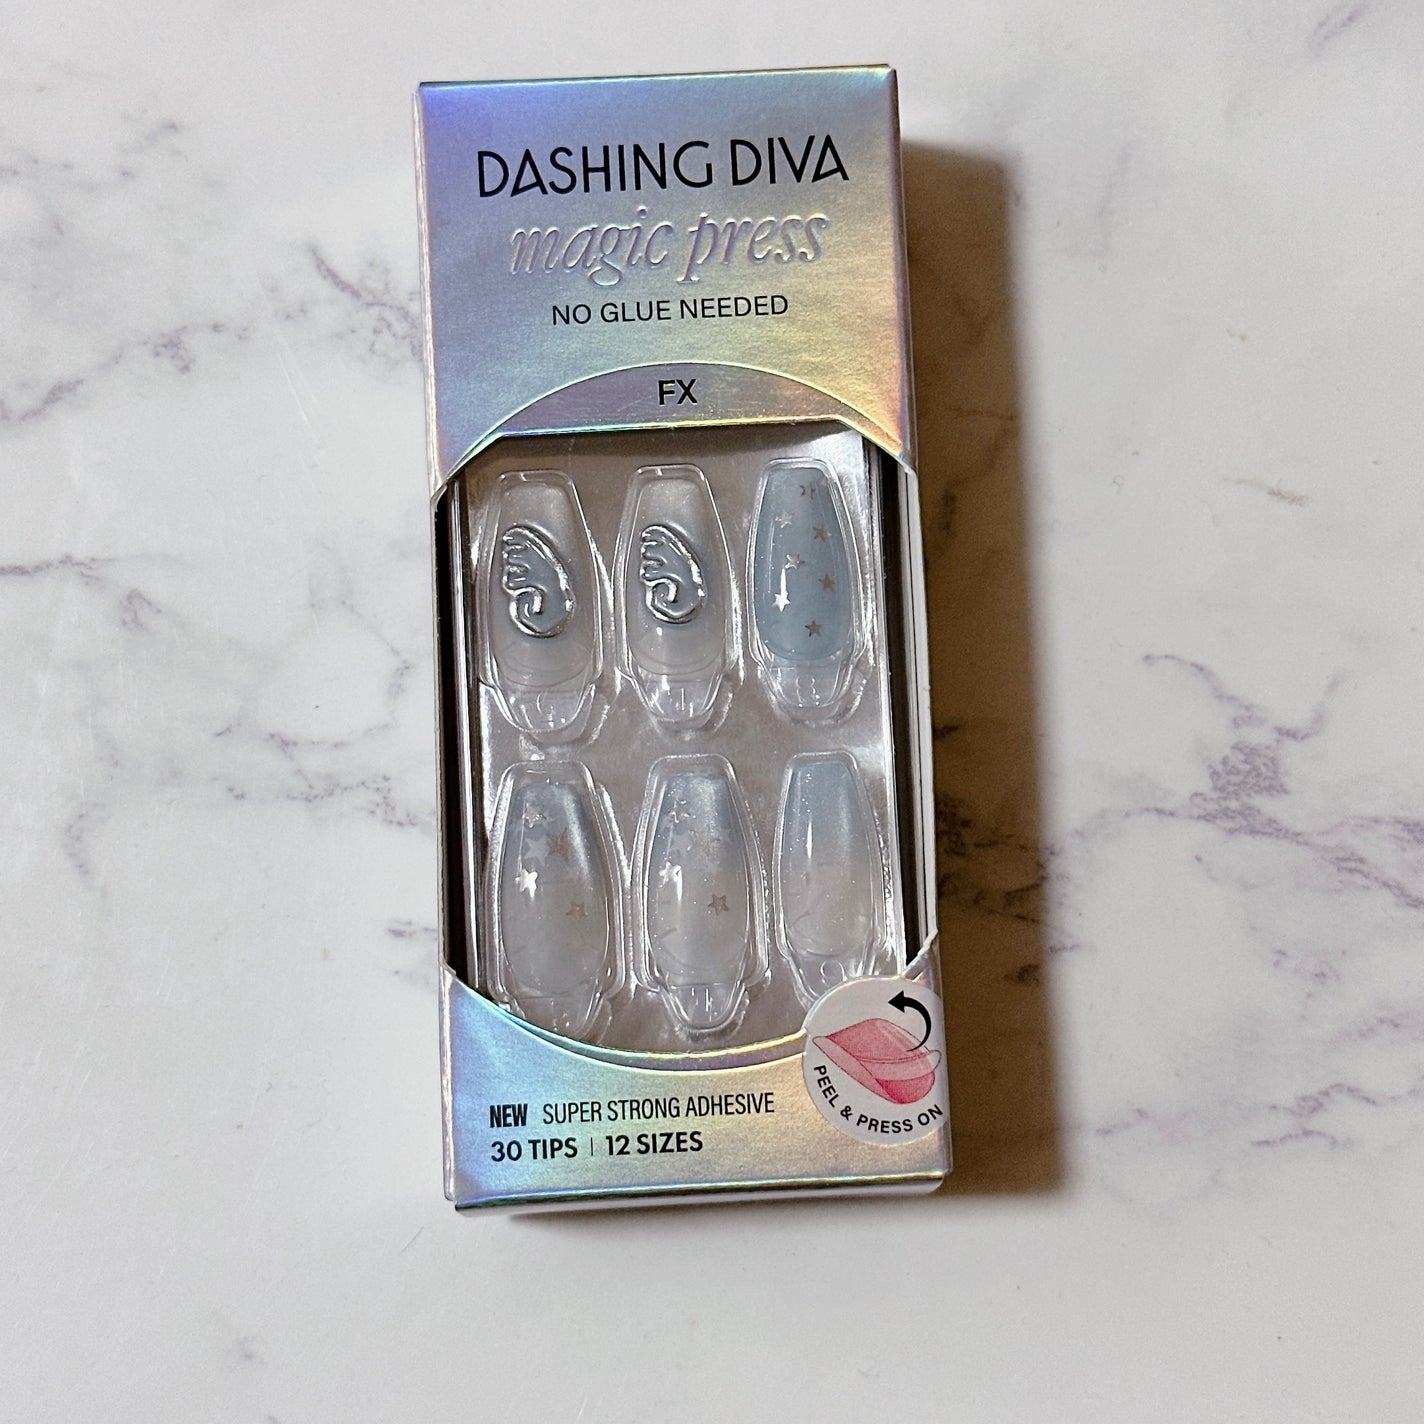 DASHING DIVA
magic press
NO GLUE NEEDED
FX
NEW SUPER STRONG ADHESIVE
30 TIPS | 12 SIZES
PEEL & PRESS ON